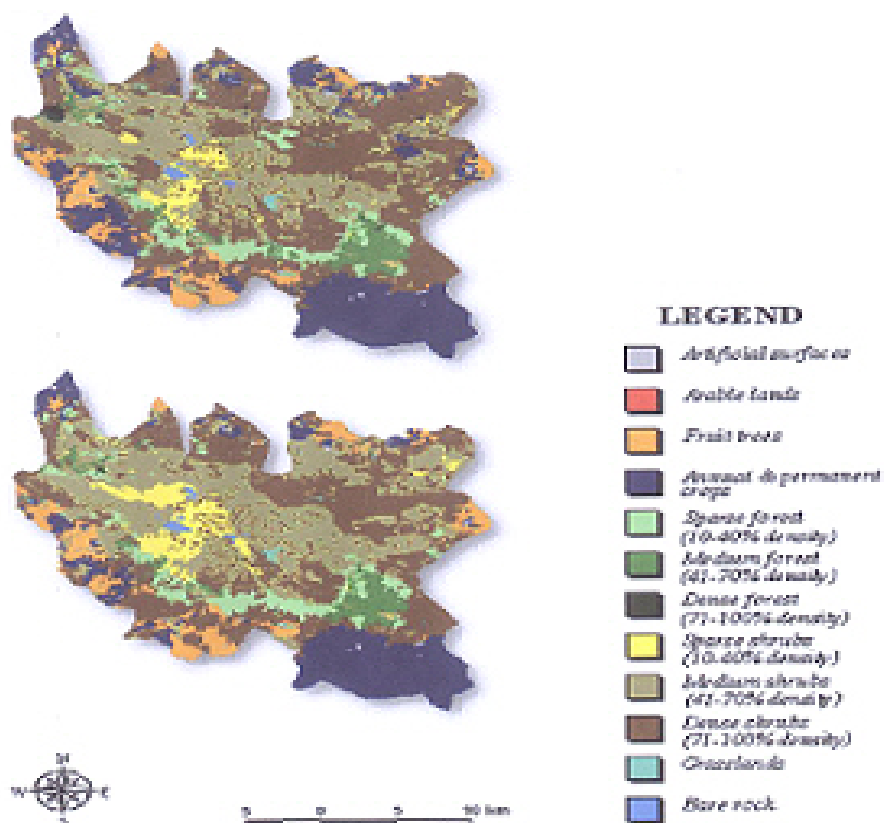 LEGEND
Artificial surfaces
Arable lands
Fruit trees
Annual & permanent
crops
Sparse forest
(10-40% density)
Medium forest
(41-70% density)
Dense forest
(71-100% density)
Sparse shrubs
(10-40% density)
Medium shrubs
(41-70% density)
Dense shrubs
(71-100% density)
Grasslands
Bare rock
N
W E
S
5 0 5 10 km